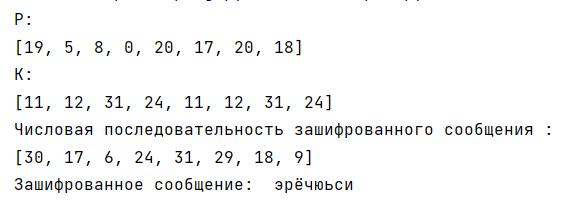 P:
[19, 5, 8, 0, 20, 17, 20, 18]
K:
[11, 12, 31, 24, 11, 12, 31, 24]
Числовая последовательность зашифрованного сообщения :
[30, 17, 6, 24, 31, 29, 18, 9]
Зашифрованное сообщение:  эрёчюьси